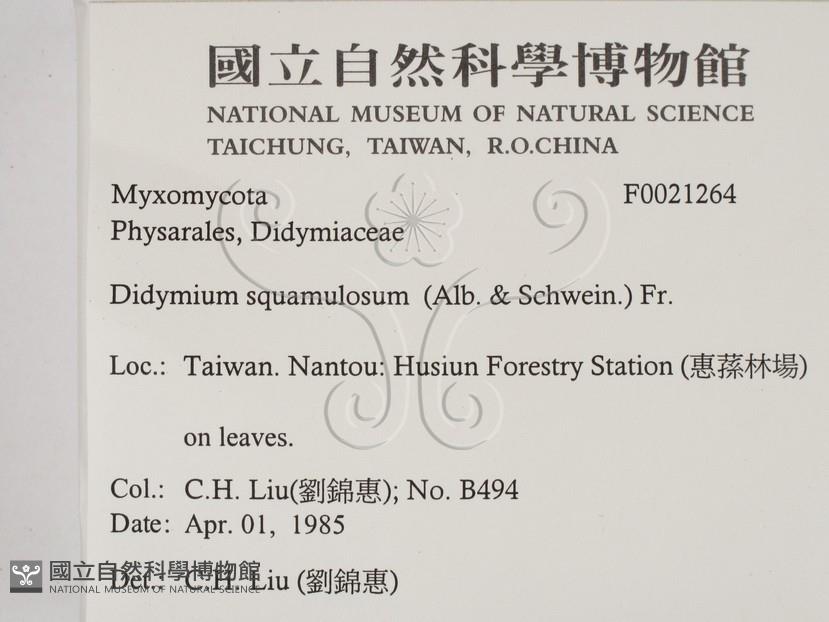 國立自然科學博物館
NATIONAL MUSEUM OF NATURAL SCIENCE
TAICHUNG, TAIWAN, R.O.CHINA
Myxomycota F0021264
Physarales, Didymiaceae
Didymium squamulosum (Alb. & Schwein.) Fr.
Loc.: Taiwan. Nantou: Husiun Forestry Station (惠蓀林場)
on leaves.
Col.: C.H. Liu(劉錦惠); No. B494
Date: Apr. 01, 1985
Det.: C.H. Liu (劉錦惠)
國立自然科學博物館
NATIONAL MUSEUM OF NATURAL SCIENCE